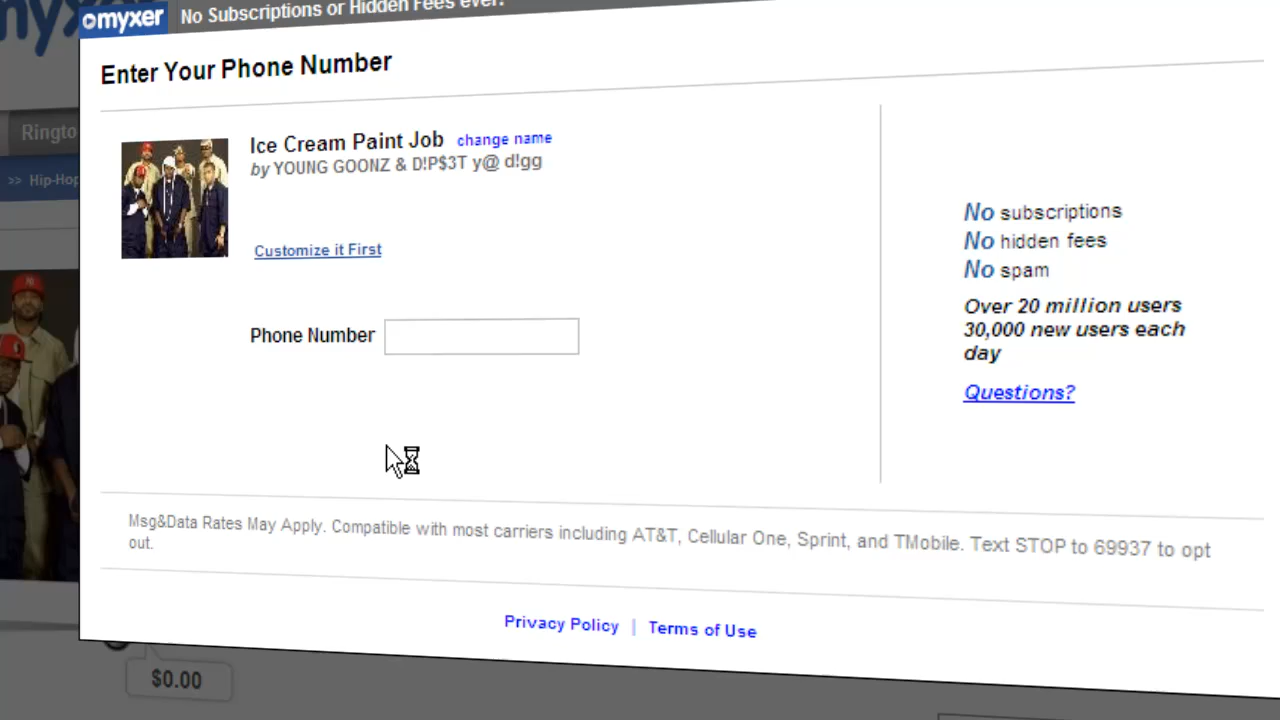 myxer No Subscriptions or Hidden Fees ever.
Enter Your Phone Number
Ringto
>> Hip-Hop
Ice Cream Paint Job change name
by YOUNG GOONZ & D!P$3T y@ d!gg
Customize it First
Phone Number
No subscriptions
No hidden fees
No spam
Over 20 million users
30,000 new users each
day
Questions?
Msg&Data Rates May Apply. Compatible with most carriers including AT&T, Cellular One, Sprint, and TMobile. Text STOP to 69937 to opt
out.
Privacy Policy | Terms of Use
$0.00